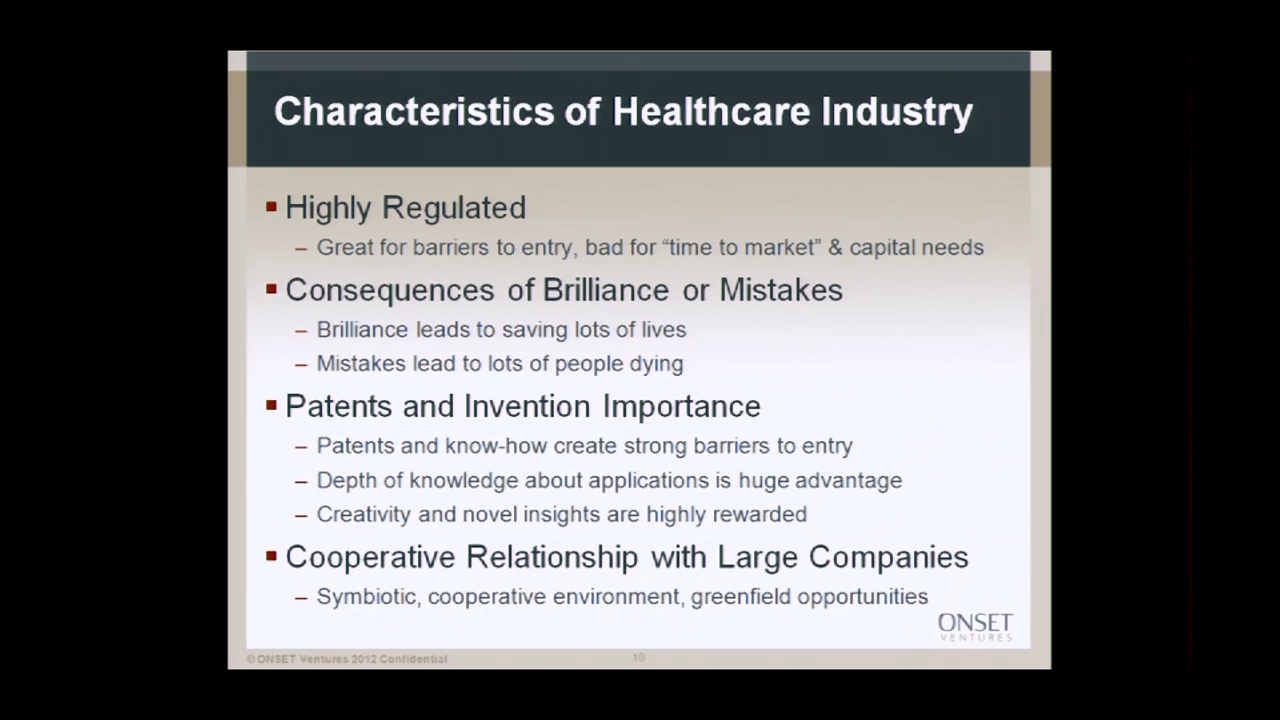 Characteristics of Healthcare Industry
Highly Regulated
– Great for barriers to entry, bad for “time to market” & capital needs
Consequences of Brilliance or Mistakes
– Brilliance leads to saving lots of lives
– Mistakes lead to lots of people dying
Patents and Invention Importance
– Patents and know-how create strong barriers to entry
– Depth of knowledge about applications is huge advantage
– Creativity and novel insights are highly rewarded
Cooperative Relationship with Large Companies
– Symbiotic, cooperative environment, greenfield opportunities
ONSET
VENTURES
© ONSET Ventures 2012 Confidential
10